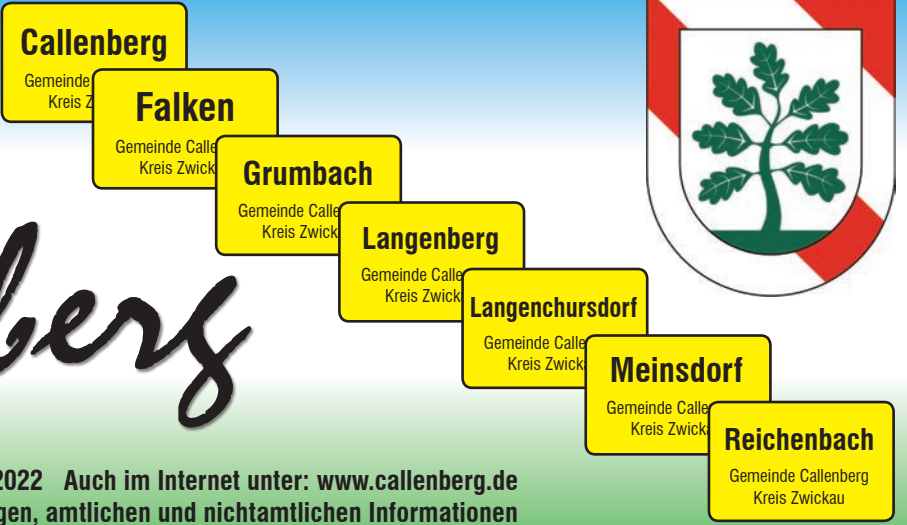 Callenberg
Gemeinde
Kreis Z
Falken
Gemeinde Calle
Kreis Zwick
Grumbach
Gemeinde Calle
Kreis Zwick
Langenberg
Gemeinde Calle
Kreis Zwick
Langenchursdorf
Gemeinde Calle
Kreis Zwick
Meinsdorf
Gemeinde Calle
Kreis Zwick
Reichenbach
Gemeinde Callenberg
Kreis Zwickau
berg
2022 Auch im Internet unter: www.callenberg.de
gen, amtlichen und nichtamtlichen Informationen